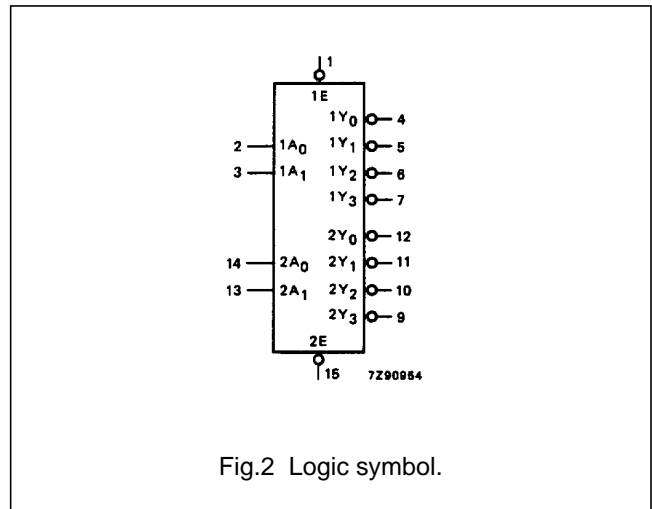 1
1E
1Y0 4
2 1A0 1Y1 5
3 1A1 1Y2 6
1Y3 7
2Y0 12
14 2A0 2Y1 11
13 2A1 2Y2 10
2Y3 9
2E
15 7Z90954
Fig.2 Logic symbol.